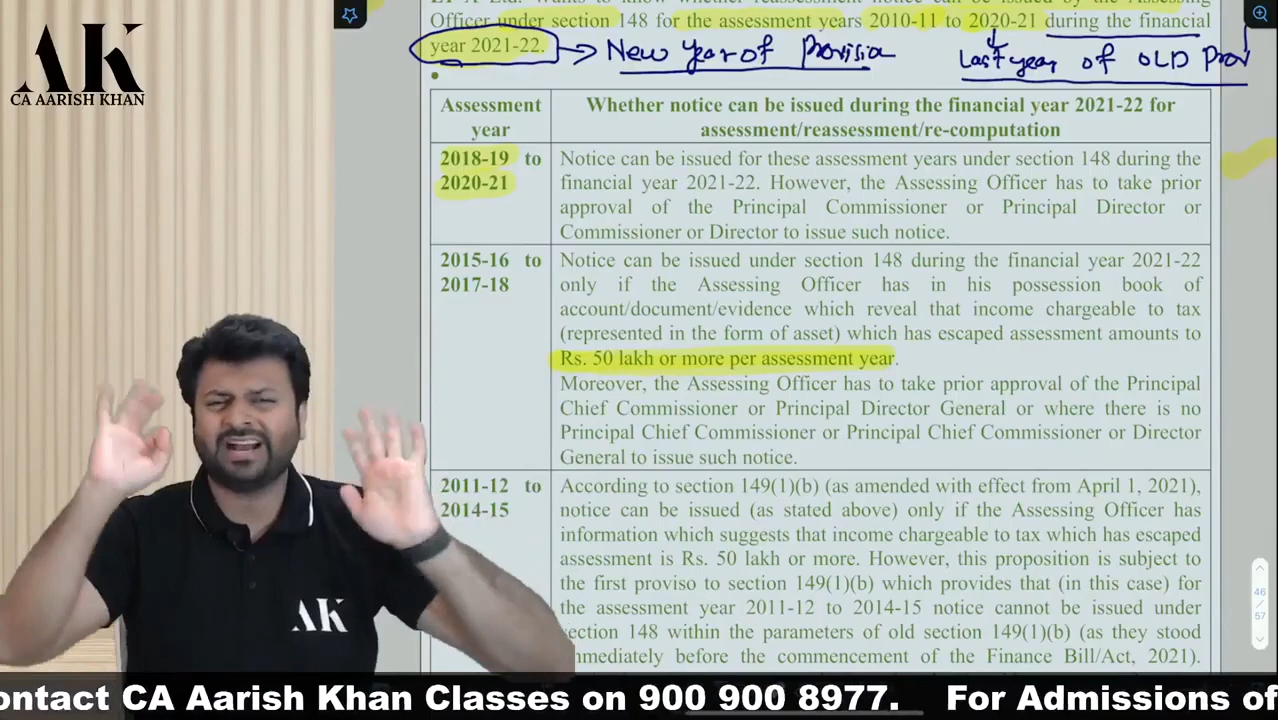 Officer under section 148 for the assessment years 2010-11 to 2020-21 during the financial
year 2021-22.
New Year of Provision
Last year of OLD Prov
AK
CA AARISH KHAN
Assessment
year
Whether notice can be issued during the financial year 2021-22 for
assessment/reassessment/re-computation
2018-19 to
2020-21
Notice can be issued for these assessment years under section 148 during the
financial year 2021-22. However, the Assessing Officer has to take prior
approval of the Principal Commissioner or Principal Director or
Commissioner or Director to issue such notice.
2015-16 to
2017-18
Notice can be issued under section 148 during the financial year 2021-22
only if the Assessing Officer has in his possession book of
account/document/evidence which reveal that income chargeable to tax
(represented in the form of asset) which has escaped assessment amounts to
Rs. 50 lakh or more per assessment year.
Moreover, the Assessing Officer has to take prior approval of the Principal
Chief Commissioner or Principal Director General or where there is no
Principal Chief Commissioner or Principal Chief Commissioner or Director
General to issue such notice.
2011-12 to
2014-15
According to section 149(1)(b) (as amended with effect from April 1, 2021),
notice can be issued (as stated above) only if the Assessing Officer has
information which suggests that income chargeable to tax which has escaped
assessment is Rs. 50 lakh or more. However, this proposition is subject to
the first proviso to section 149(1)(b) which provides that (in this case) for
the assessment year 2011-12 to 2014-15 notice cannot be issued under
section 148 within the parameters of old section 149(1)(b) (as they stood
immediately before the commencement of the Finance Bill/Act, 2021).
AK
46
/
57
ontact CA Aarish Khan Classes on 900 900 8977. For Admissions of